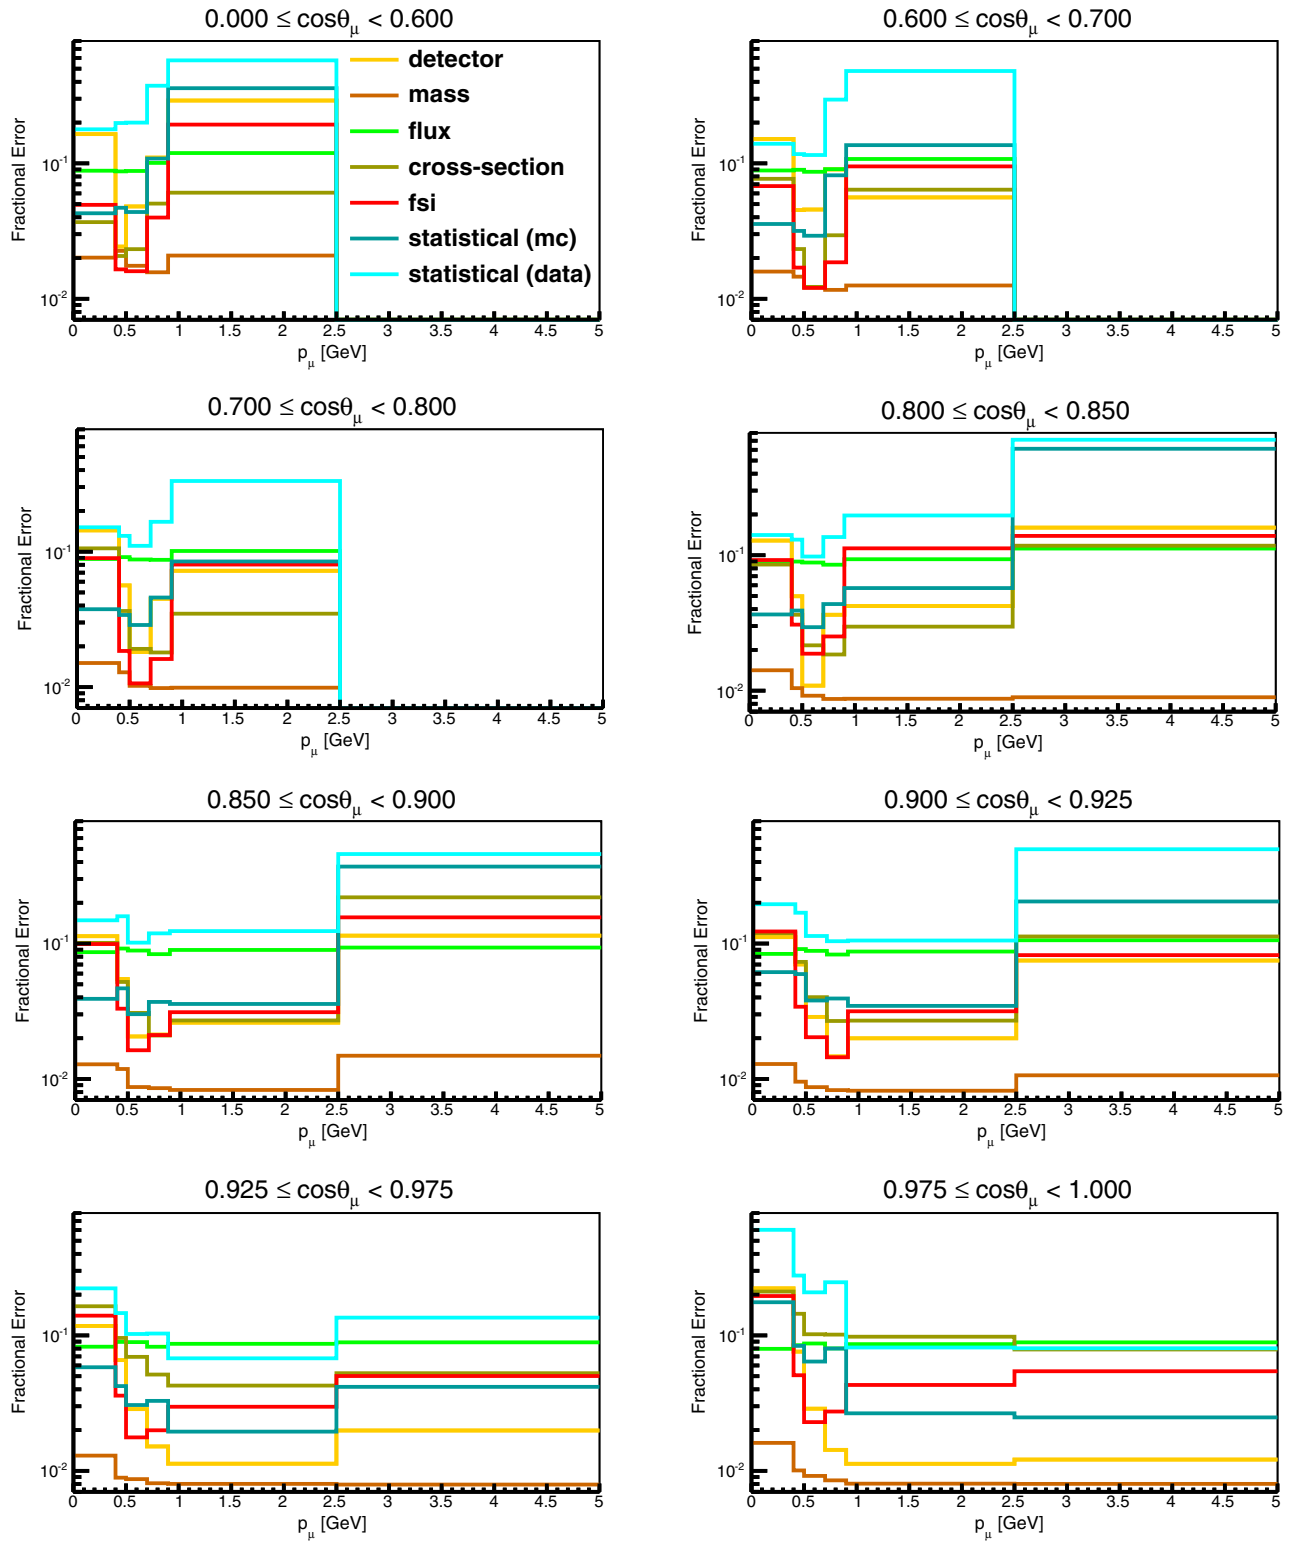 0.000 ≤ cosθμ < 0.600
Fractional Error
10⁻¹
10⁻²
detector
mass
flux
cross-section
fsi
statistical (mc)
statistical (data)
0 0.5 1 1.5 2 2.5 3 3.5 4 4.5 5
pμ [GeV]
0.600 ≤ cosθμ < 0.700
Fractional Error
10⁻¹
10⁻²
0 0.5 1 1.5 2 2.5 3 3.5 4 4.5 5
pμ [GeV]
0.700 ≤ cosθμ < 0.800
Fractional Error
10⁻¹
10⁻²
0 0.5 1 1.5 2 2.5 3 3.5 4 4.5 5
pμ [GeV]
0.800 ≤ cosθμ < 0.850
Fractional Error
10⁻¹
10⁻²
0 0.5 1 1.5 2 2.5 3 3.5 4 4.5 5
pμ [GeV]
0.850 ≤ cosθμ < 0.900
Fractional Error
10⁻¹
10⁻²
0 0.5 1 1.5 2 2.5 3 3.5 4 4.5 5
pμ [GeV]
0.900 ≤ cosθμ < 0.925
Fractional Error
10⁻¹
10⁻²
0 0.5 1 1.5 2 2.5 3 3.5 4 4.5 5
pμ [GeV]
0.925 ≤ cosθμ < 0.975
Fractional Error
10⁻¹
10⁻²
0 0.5 1 1.5 2 2.5 3 3.5 4 4.5 5
pμ [GeV]
0.975 ≤ cosθμ < 1.000
Fractional Error
10⁻¹
10⁻²
0 0.5 1 1.5 2 2.5 3 3.5 4 4.5 5
pμ [GeV]